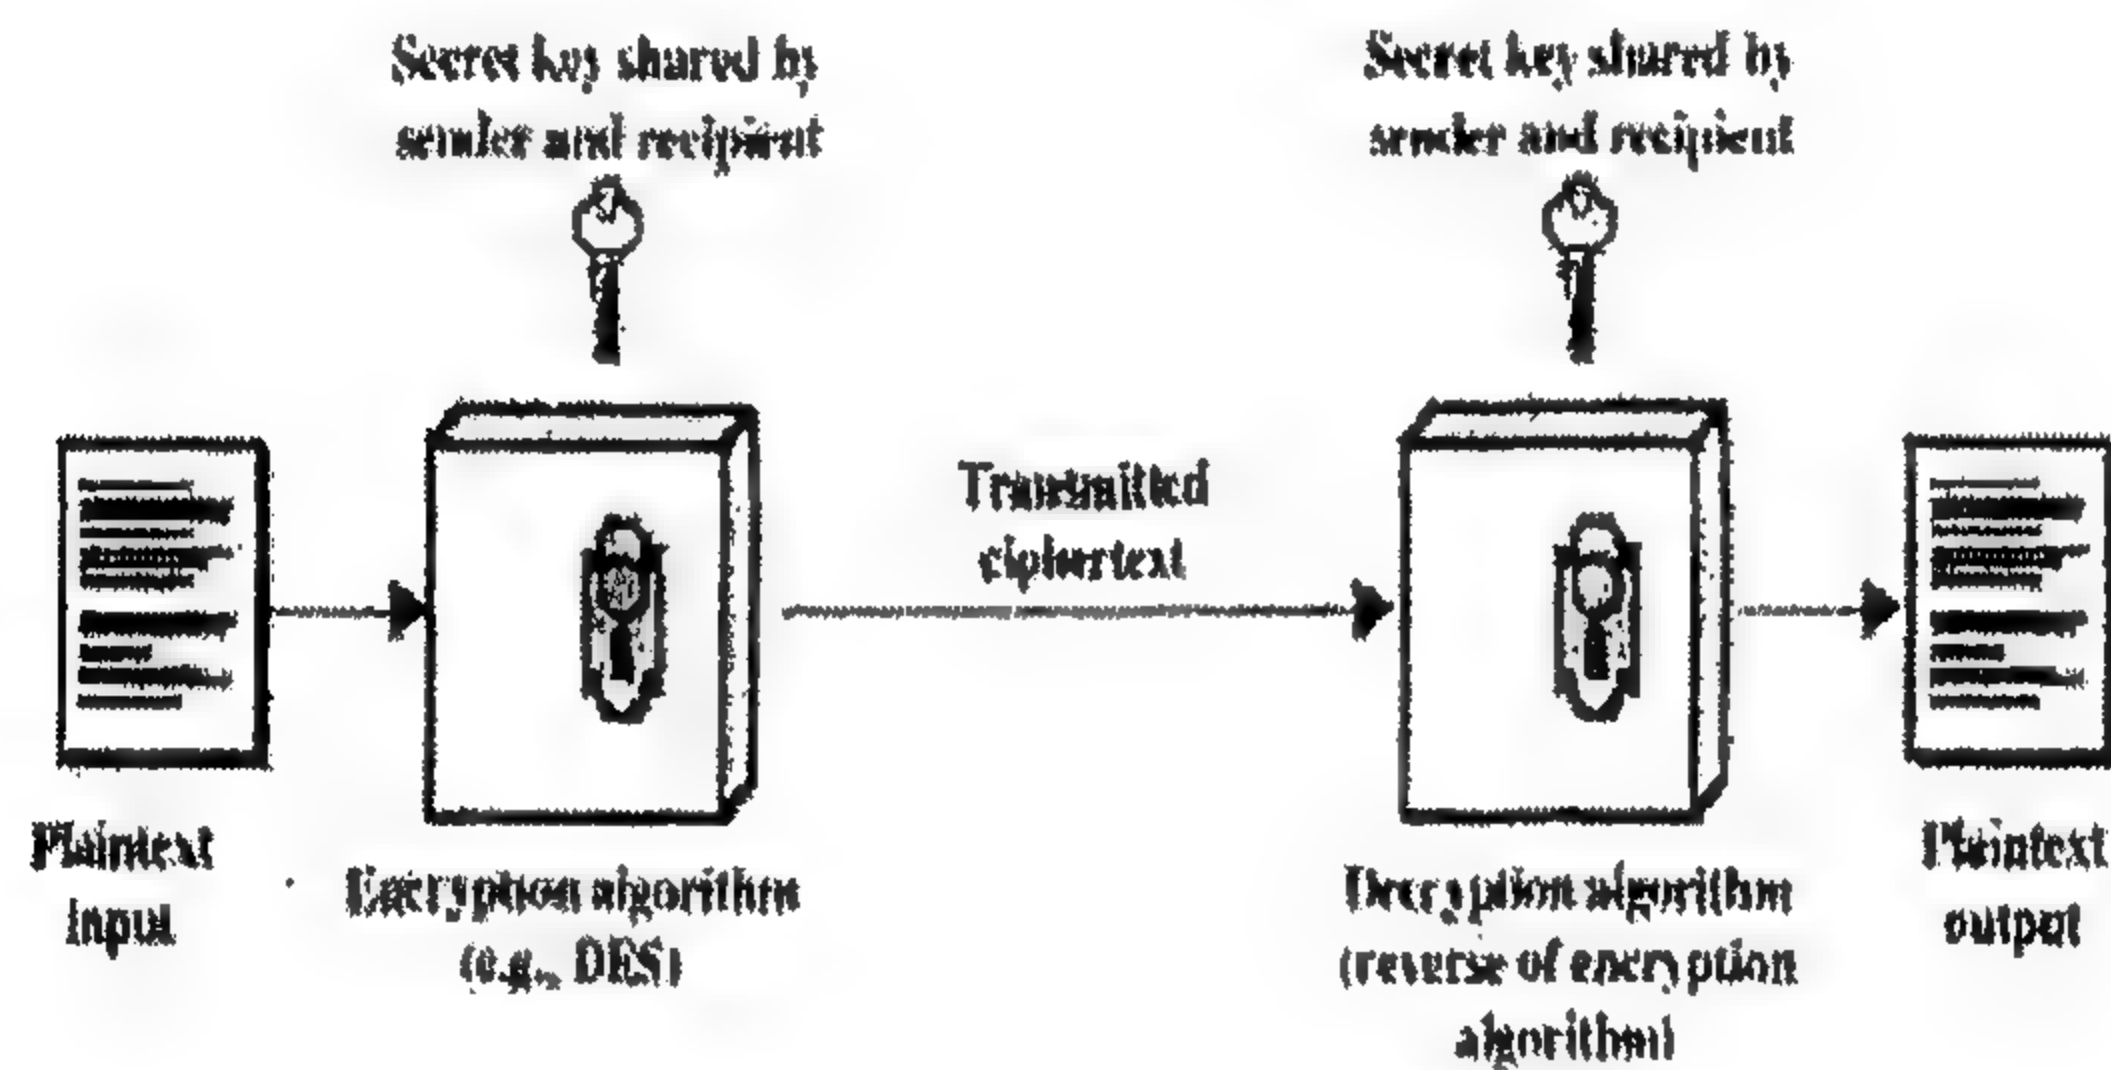 Secret key shared by
sender and recipient
Secret key shared by
sender and recipient
Transmitted
ciphertext
Plaintext
input
Encryption algorithm
(e.g., DES)
Decryption algorithm
(reverse of encryption
algorithm)
Plaintext
output